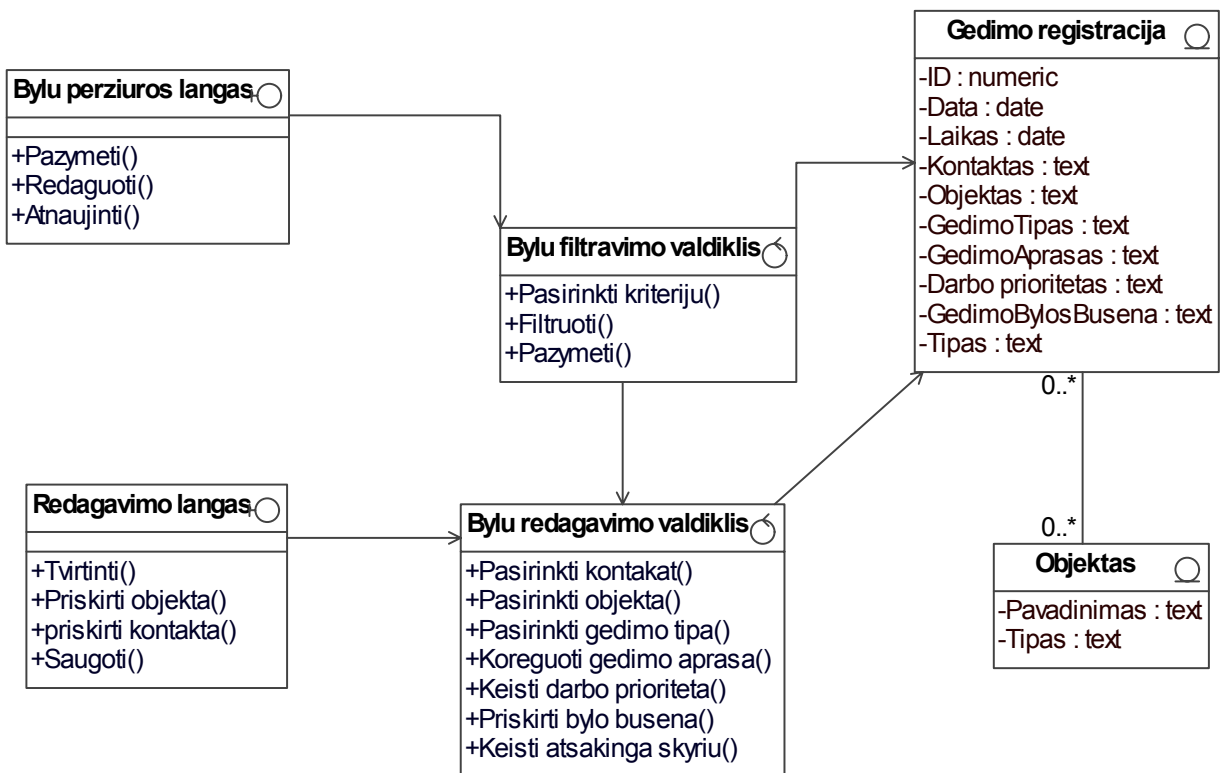 Bylu perziuros langas
+Pazymeti()
+Redaguoti()
+Atnaujinti()
Bylu filtravimo valdiklis
+Pasirinkti kriteriju()
+Filtruoti()
+Pazymeti()
Gedimo registracija
-ID : numeric
-Data : date
-Laikas : date
-Kontaktas : text
-Objektas : text
-GedimoTipas : text
-GedimoAprasas : text
-Darbo prioritetas : text
-GedimoBylosBusena : text
-Tipas : text
0..*
0..*
Redagavimo langas
+Tvirtinti()
+Priskirti objekta()
+priskirti kontakta()
+Saugoti()
Bylu redagavimo valdiklis
+Pasirinkti kontakat()
+Pasirinkti objekta()
+Pasirinkti gedimo tipa()
+Koreguoti gedimo aprasa()
+Keisti darbo prioriteta()
+Priskirti bylo busena()
+Keisti atsakinga skyriu()
Objektas
-Pavadinimas : text
-Tipas : text